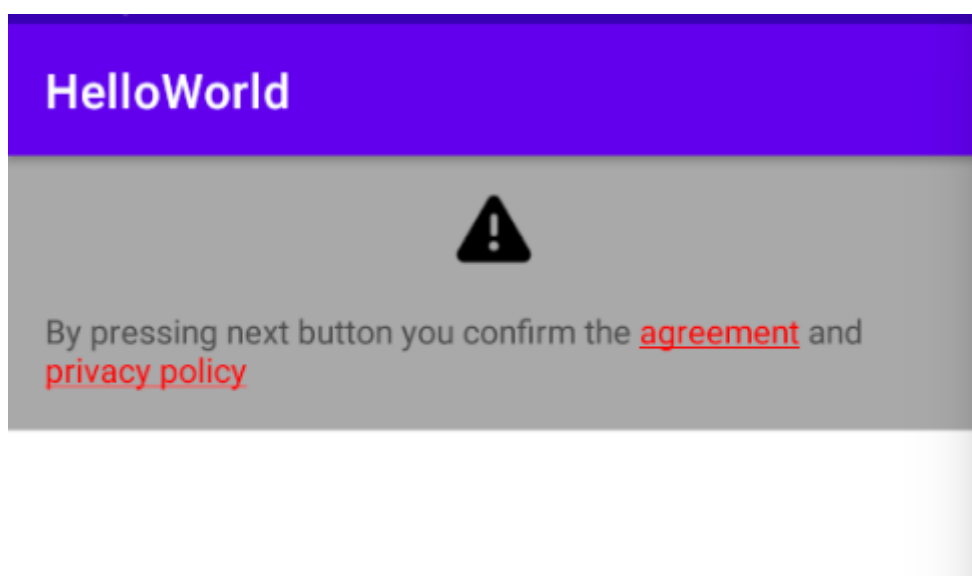 HelloWorld
By pressing next button you confirm the agreement and
privacy policy